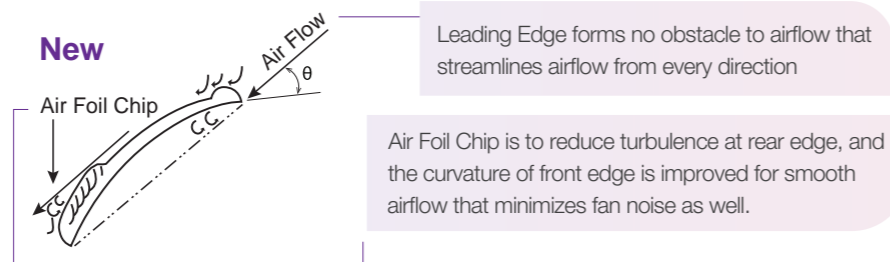 New
Air Flow
θ
Air Foil Chip
Leading Edge forms no obstacle to airflow that
streamlines airflow from every direction
Air Foil Chip is to reduce turbulence at rear edge, and
the curvature of front edge is improved for smooth
airflow that minimizes fan noise as well.